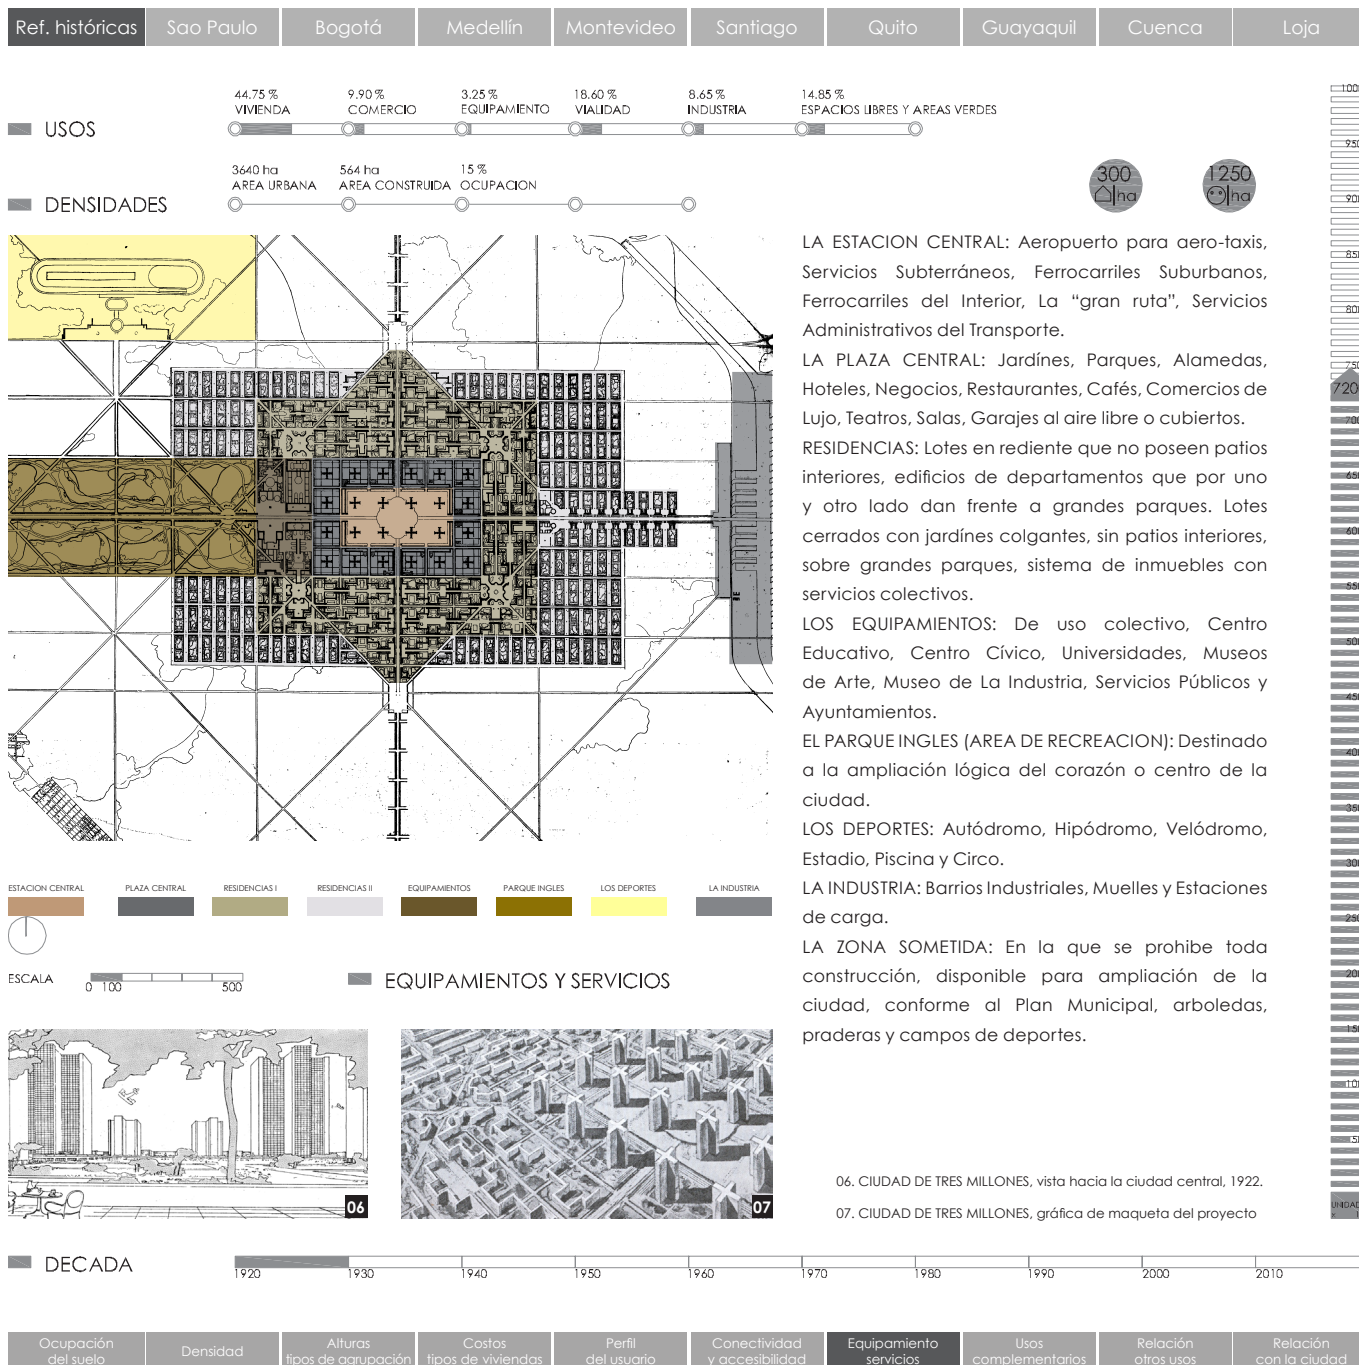 Ref. históricas
Sao Paulo
Bogotá
Medellín
Montevideo
Santiago
Quito
Guayaquil
Cuenca
Loja
USOS
44.75 %
VIVIENDA
9.90 %
COMERCIO
3.25 %
EQUIPAMIENTO
18.60 %
VIALIDAD
8.65 %
INDUSTRIA
14.85 %
ESPACIOS LIBRES Y AREAS VERDES
DENSIDADES
3640 ha
AREA URBANA
564 ha
AREA CONSTRUIDA
15 %
OCUPACION
300
ha
1250
ha
LA ESTACION CENTRAL: Aeropuerto para aero-taxis,
Servicios Subterráneos, Ferrocarriles Suburbanos,
Ferrocarriles del Interior, La “gran ruta”, Servicios
Administrativos del Transporte.
LA PLAZA CENTRAL: Jardínes, Parques, Alamedas,
Hoteles, Negocios, Restaurantes, Cafés, Comercios de
Lujo, Teatros, Salas, Garajes al aire libre o cubiertos.
RESIDENCIAS: Lotes en rediente que no poseen patios
interiores, edificios de departamentos que por uno
y otro lado dan frente a grandes parques. Lotes
cerrados con jardínes colgantes, sin patios interiores,
sobre grandes parques, sistema de inmuebles con
servicios colectivos.
LOS EQUIPAMIENTOS: De uso colectivo, Centro
Educativo, Centro Cívico, Universidades, Museos
de Arte, Museo de La Industria, Servicios Públicos y
Ayuntamientos.
EL PARQUE INGLES (AREA DE RECREACION): Destinado
a la ampliación lógica del corazón o centro de la
ciudad.
LOS DEPORTES: Autódromo, Hipódromo, Velódromo,
Estadio, Piscina y Circo.
LA INDUSTRIA: Barrios Industriales, Muelles y Estaciones
de carga.
LA ZONA SOMETIDA: En la que se prohibe toda
construcción, disponible para ampliación de la
ciudad, conforme al Plan Municipal, arboledas,
praderas y campos de deportes.
ESTACION CENTRAL
PLAZA CENTRAL
RESIDENCIAS I
RESIDENCIAS II
EQUIPAMIENTOS
PARQUE INGLES
LOS DEPORTES
LA INDUSTRIA
ESCALA
0 100 500
EQUIPAMIENTOS Y SERVICIOS
06
07
06. CIUDAD DE TRES MILLONES, vista hacia la ciudad central, 1922.
07. CIUDAD DE TRES MILLONES, gráfica de maqueta del proyecto
720
DECADA
1920
1930
1940
1950
1960
1970
1980
1990
2000
2010
Ocupación
del suelo
Densidad
Alturas
tipos de agrupación
Costos
tipos de viviendas
Perfil
del usuario
Conectividad
y accesibilidad
Equipamiento
servicios
Usos
complementarios
Relación
otros usos
Relación
con la ciudad